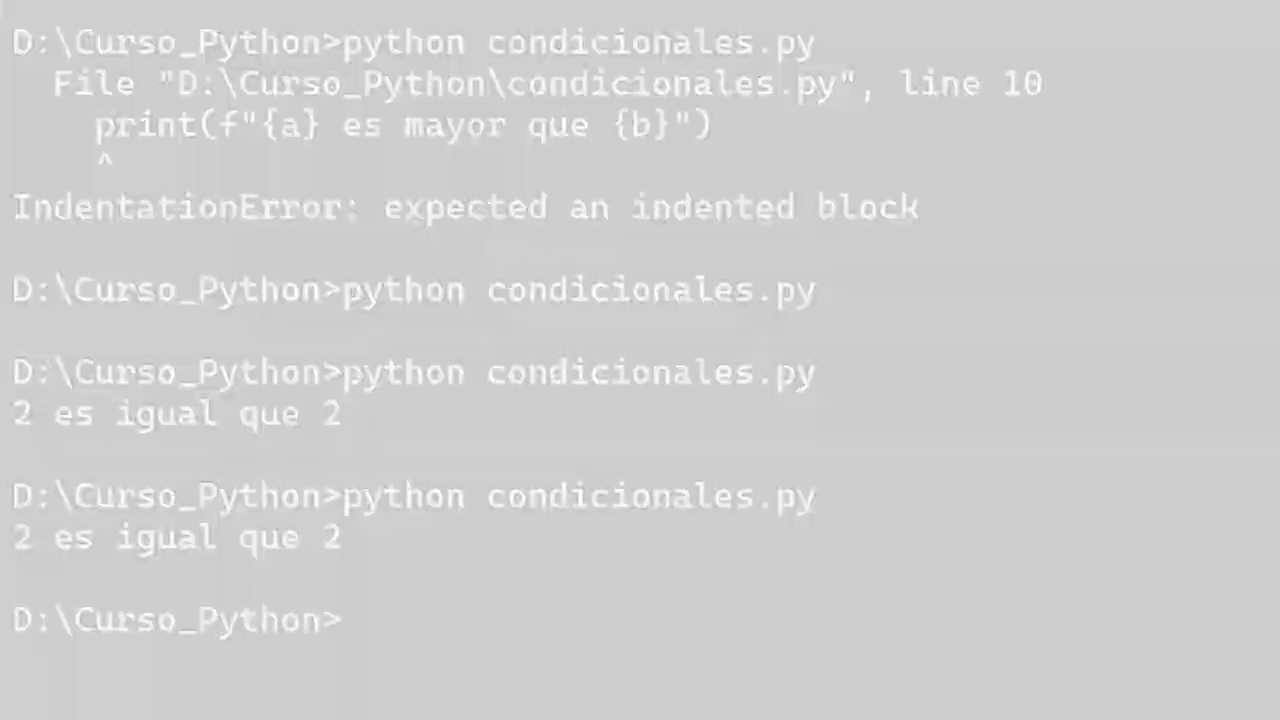 D:\Curso_Python>python condicionales.py
File "D:\Curso_Python\condicionales.py", line 10
print(f"{a} es mayor que {b}")
^
IndentationError: expected an indented block
D:\Curso_Python>python condicionales.py
D:\Curso_Python>python condicionales.py
2 es igual que 2
D:\Curso_Python>python condicionales.py
2 es igual que 2
D:\Curso_Python>